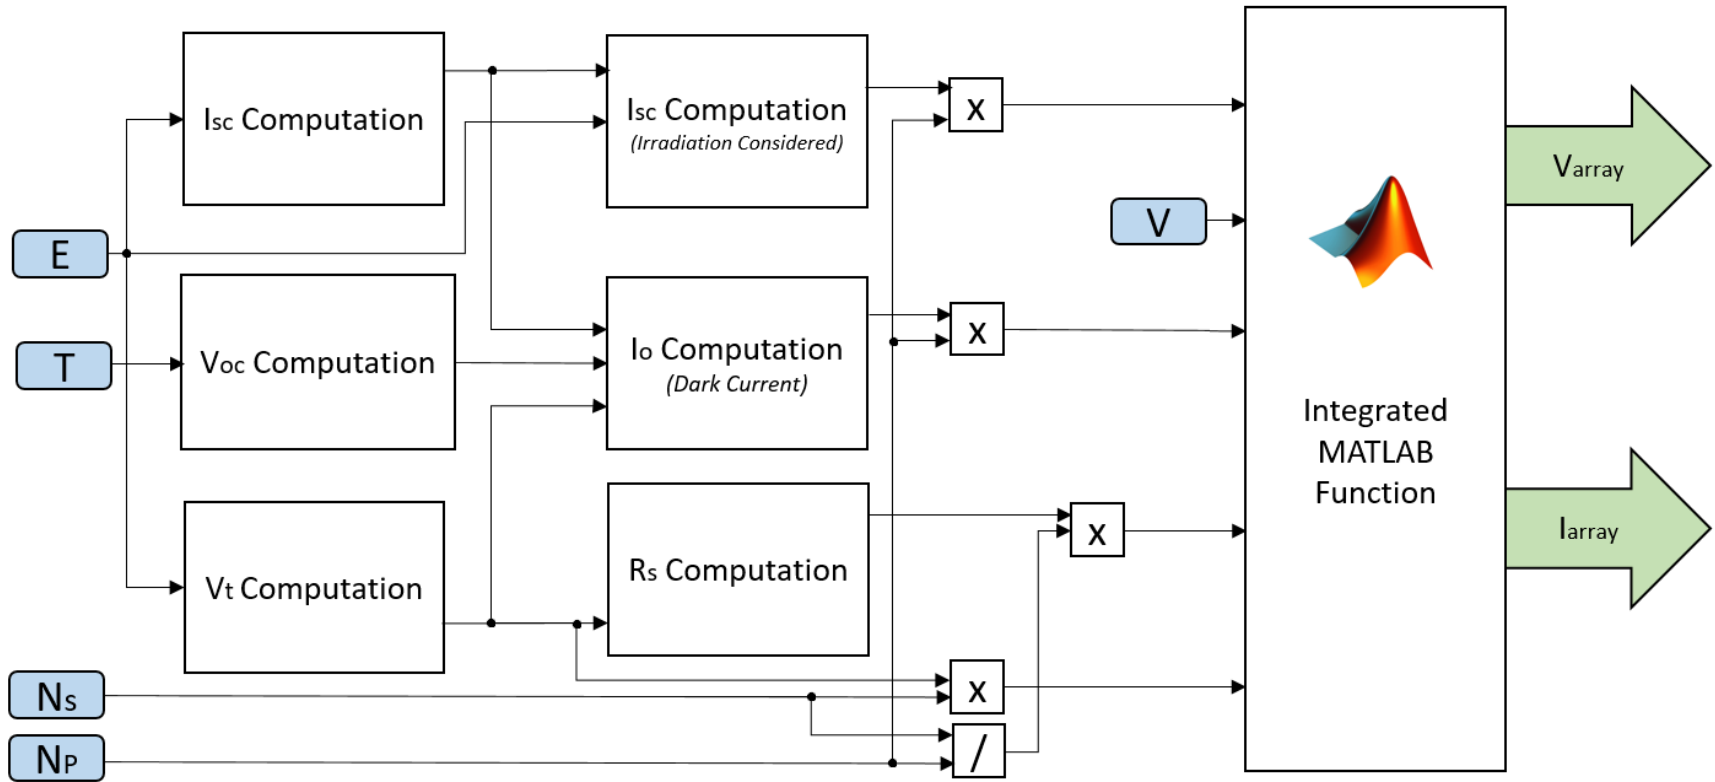 Isc Computation
Isc Computation
(Irradiation Considered)
x
Varray
E
V
T
Voc Computation
Io Computation
(Dark Current)
x
Integrated
MATLAB
Function
Vt Computation
Rs Computation
x
Iarray
Ns
x
NP
/